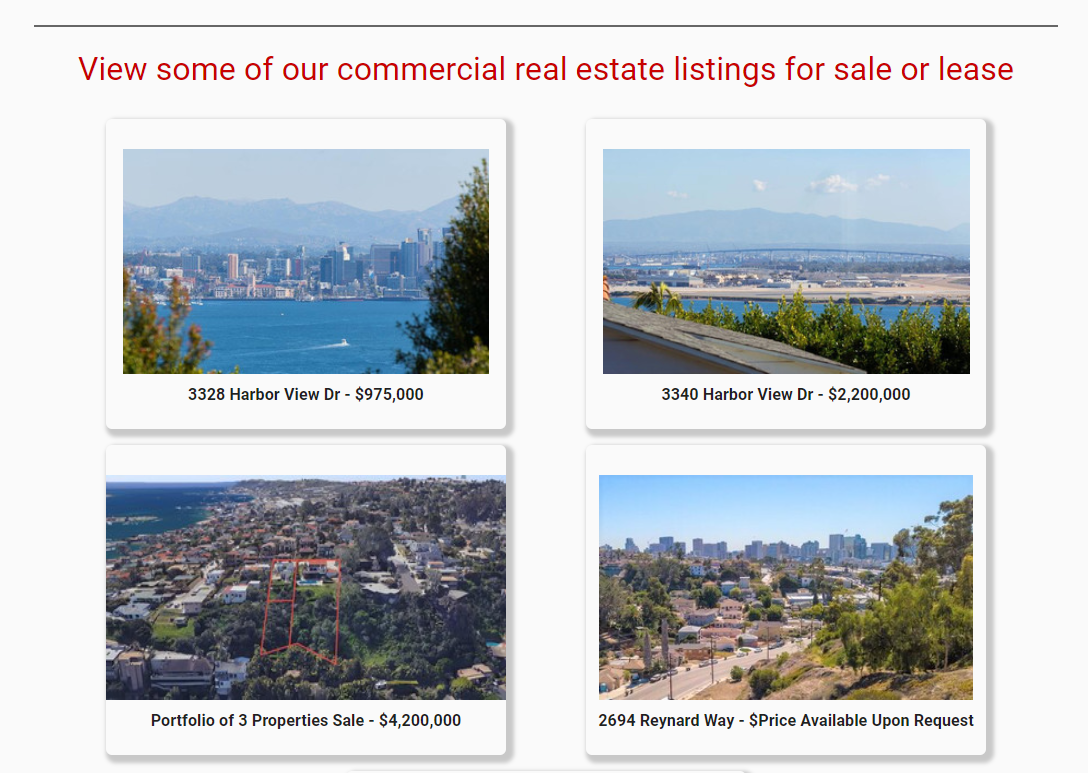 View some of our commercial real estate listings for sale or lease
3328 Harbor View Dr - $975,000
3340 Harbor View Dr - $2,200,000
Portfolio of 3 Properties Sale - $4,200,000
2694 Reynard Way - $Price Available Upon Request